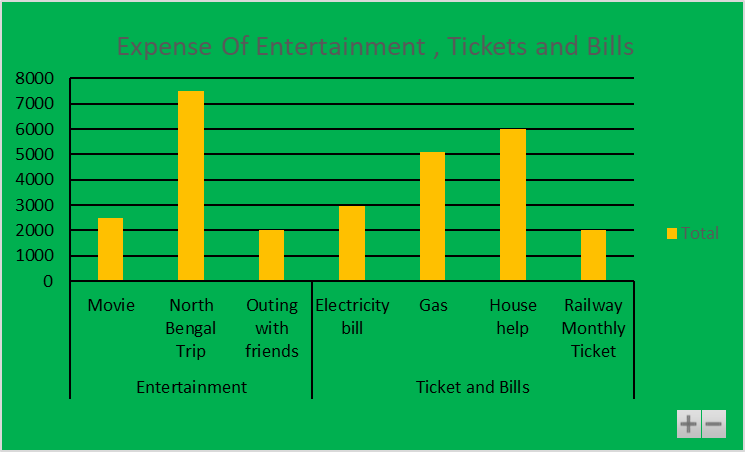 Expense Of Entertainment , Tickets and Bills
8000
7000
6000
5000
4000
3000
2000
1000
0
Movie
North
Bengal
Trip
Outing
with
friends
Electricity
bill
Gas
House
help
Railway
Monthly
Ticket
Entertainment
Ticket and Bills
Total